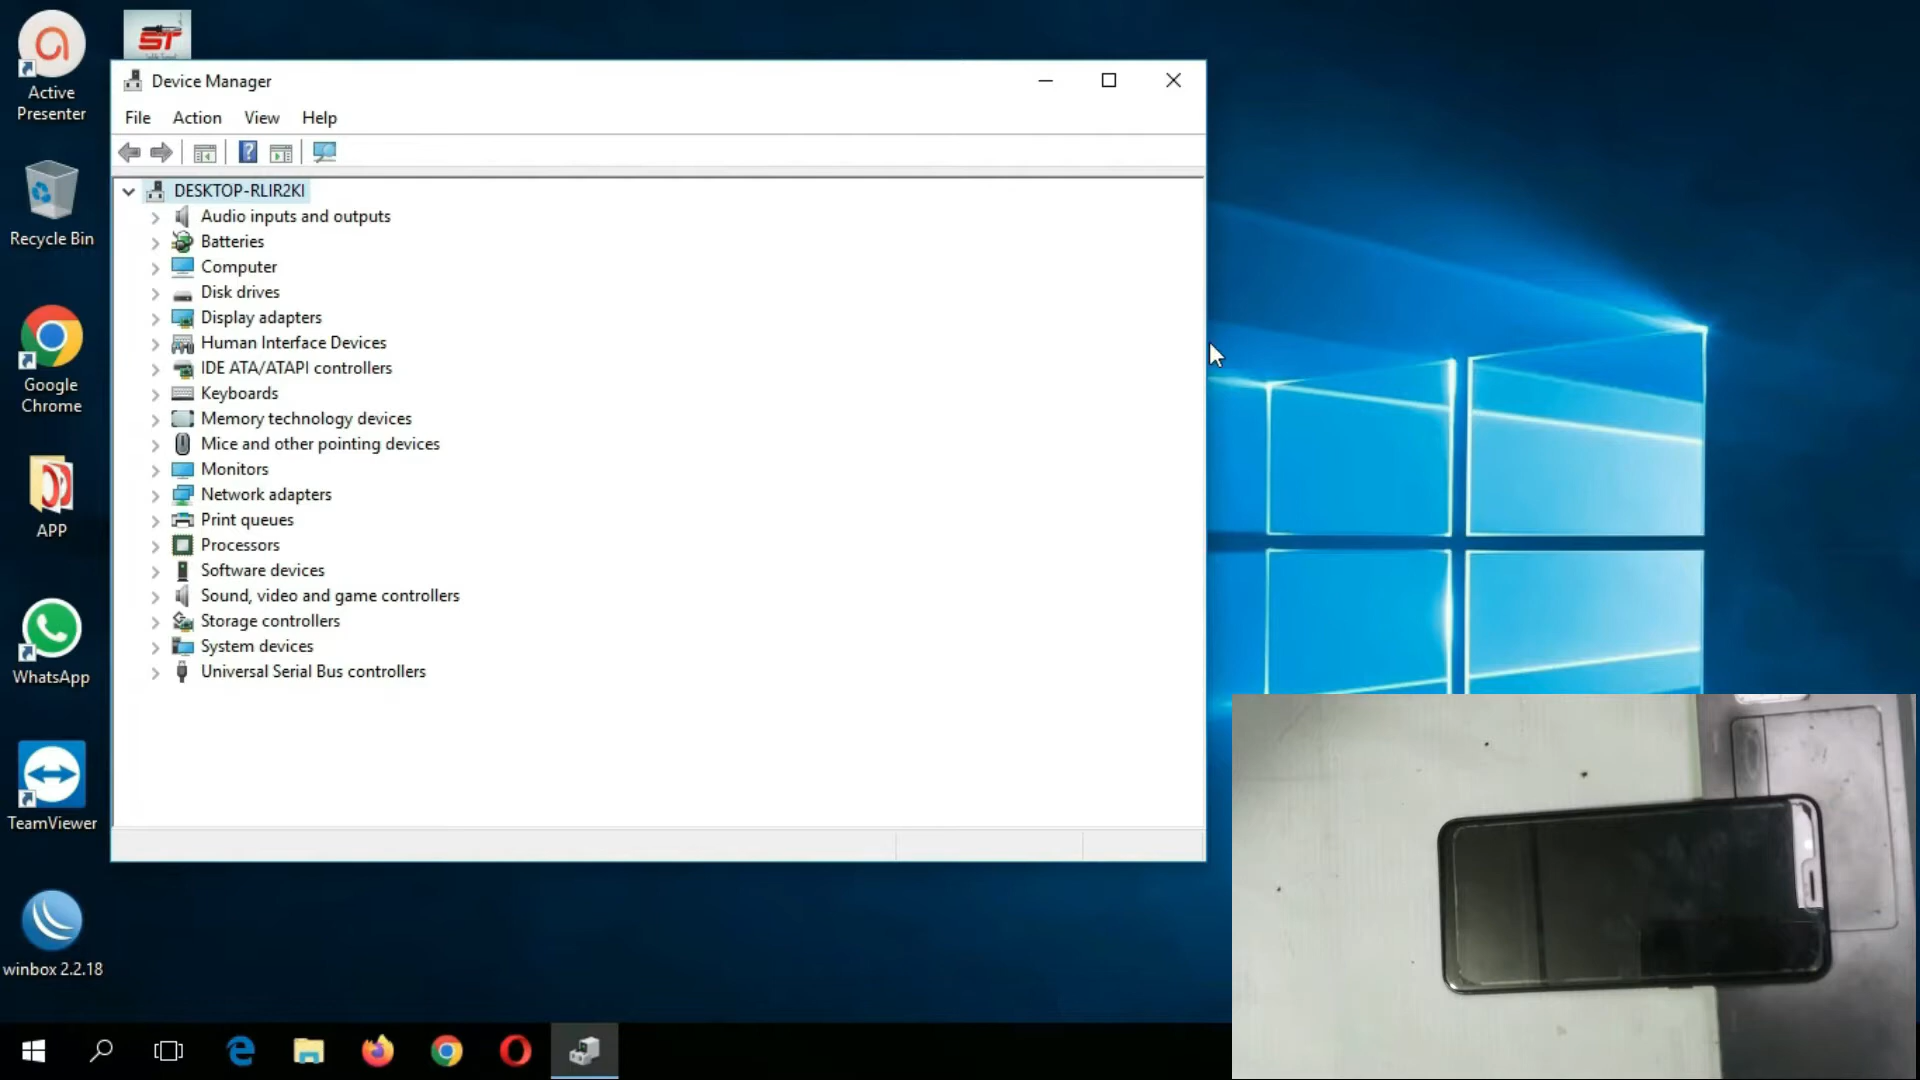 Active
Presenter
ST
Recycle Bin
Google
Chrome
APP
WhatsApp
TeamViewer
winbox 2.2.18
Device Manager
File Action View Help
DESKTOP-RLIR2KI
Audio inputs and outputs
Batteries
Computer
Disk drives
Display adapters
Human Interface Devices
IDE ATA/ATAPI controllers
Keyboards
Memory technology devices
Mice and other pointing devices
Monitors
Network adapters
Print queues
Processors
Software devices
Sound, video and game controllers
Storage controllers
System devices
Universal Serial Bus controllers